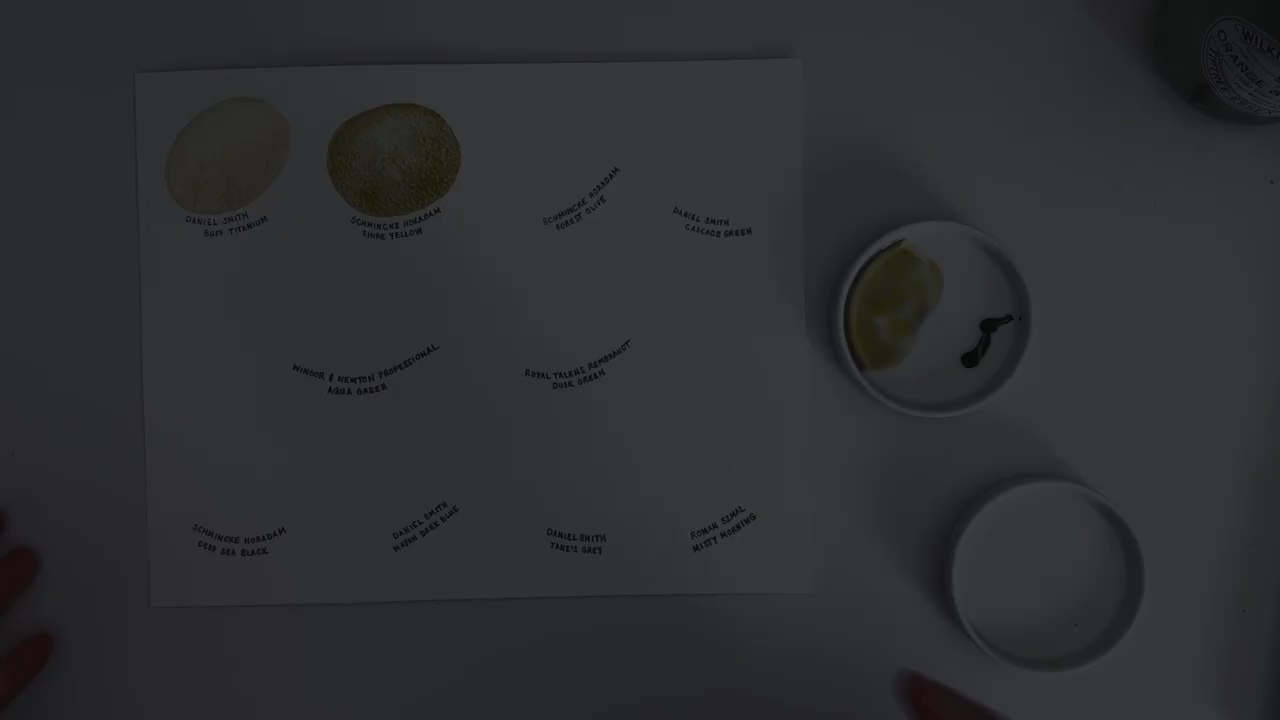 DANIEL SMITH
BUFF TITANIUM
SCHMINCKE HORADAM
SHIRE YELLOW
SCHMINCKE HORADAM
FOREST OLIVE
DANIEL SMITH
CASCADE GREEN
WINSOR & NEWTON PROFESSIONAL
AQUA GREEN
ROYAL TALENS REMBRANDT
DUSK GREEN
SCHMINCKE HORADAM
DEEP SEA BLACK
DANIEL SMITH
MAYAN DARK BLUE
DANIEL SMITH
JANE'S GREY
ROMAN SZMAL
MISTY MORNING
ORANGE